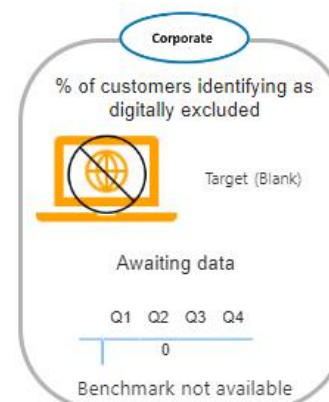 Corporate
% of customers identifying as
digitally excluded
Target (Blank)
Awaiting data
Q1 Q2 Q3 Q4
0
Benchmark not available